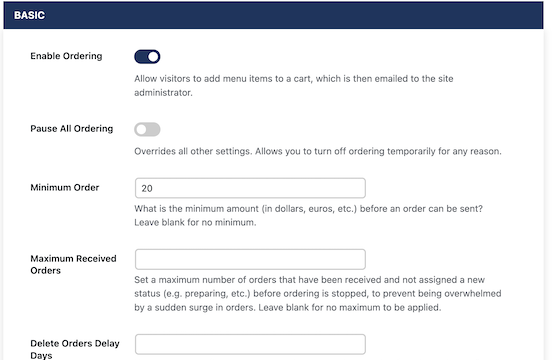 BASIC
Enable Ordering
Allow visitors to add menu items to a cart, which is then emailed to the site
administrator.
Pause All Ordering
Overrides all other settings. Allows you to turn off ordering temporarily for any reason.
Minimum Order
20
What is the minimum amount (in dollars, euros, etc.) before an order can be sent?
Leave blank for no minimum.
Maximum Received
Orders
Set a maximum number of orders that have been received and not assigned a new
status (e.g. preparing, etc.) before ordering is stopped, to prevent being overwhelmed
by a sudden surge in orders. Leave blank for no maximum to be applied.
Delete Orders Delay
Days